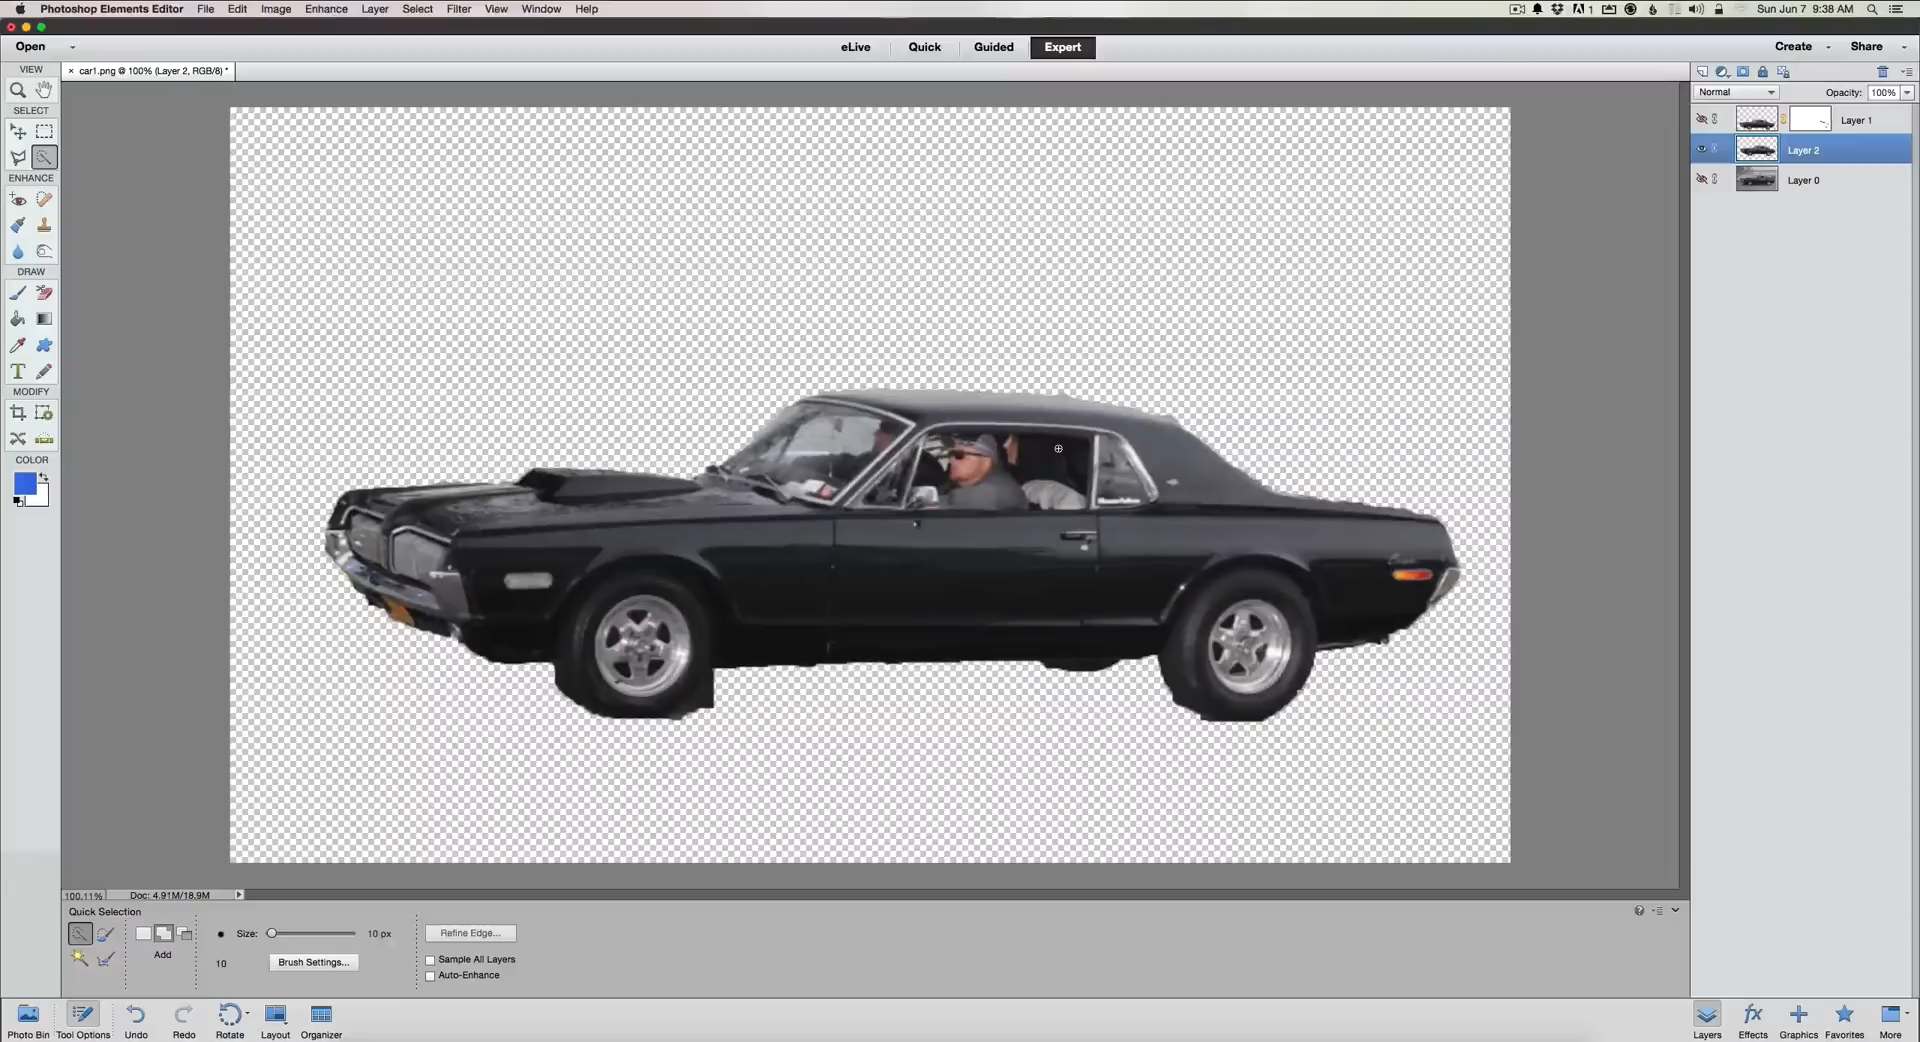 Photoshop Elements Editor File Edit Image Enhance Layer Select Filter View Window Help 1 Sun Jun 7 9:38 AM
Open eLive Quick Guided Expert Create Share
VIEW × car1.png @ 100% (Layer 2, RGB/8) *
Normal Opacity: 100%
SELECT
Layer 1
Layer 2
ENHANCE
Layer 0
DRAW
T
MODIFY
COLOR
100.11% Doc: 4.91M/18.9M
Quick Selection
Size: 10 px Refine Edge...
Add
10 Brush Settings...
Sample All Layers
Auto-Enhance
fx
Photo Bin Tool Options Undo Redo Rotate Layout Organizer Layers Effects Graphics Favorites More